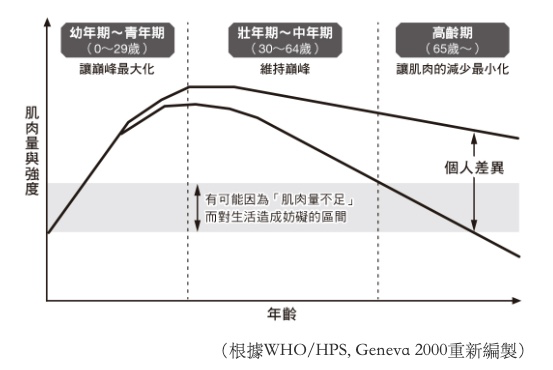 幼年期～青年期
（0～29歲）
讓巔峰最大化
壯年期～中年期
（30～64歲）
維持巔峰
高齡期
（65歲～）
讓肌肉的減少最小化
肌肉量與強度
個人差異
有可能因為「肌肉量不足」
而對生活造成妨礙的區間
年齡
（根據WHO/HPS, Geneva 2000重新編製）